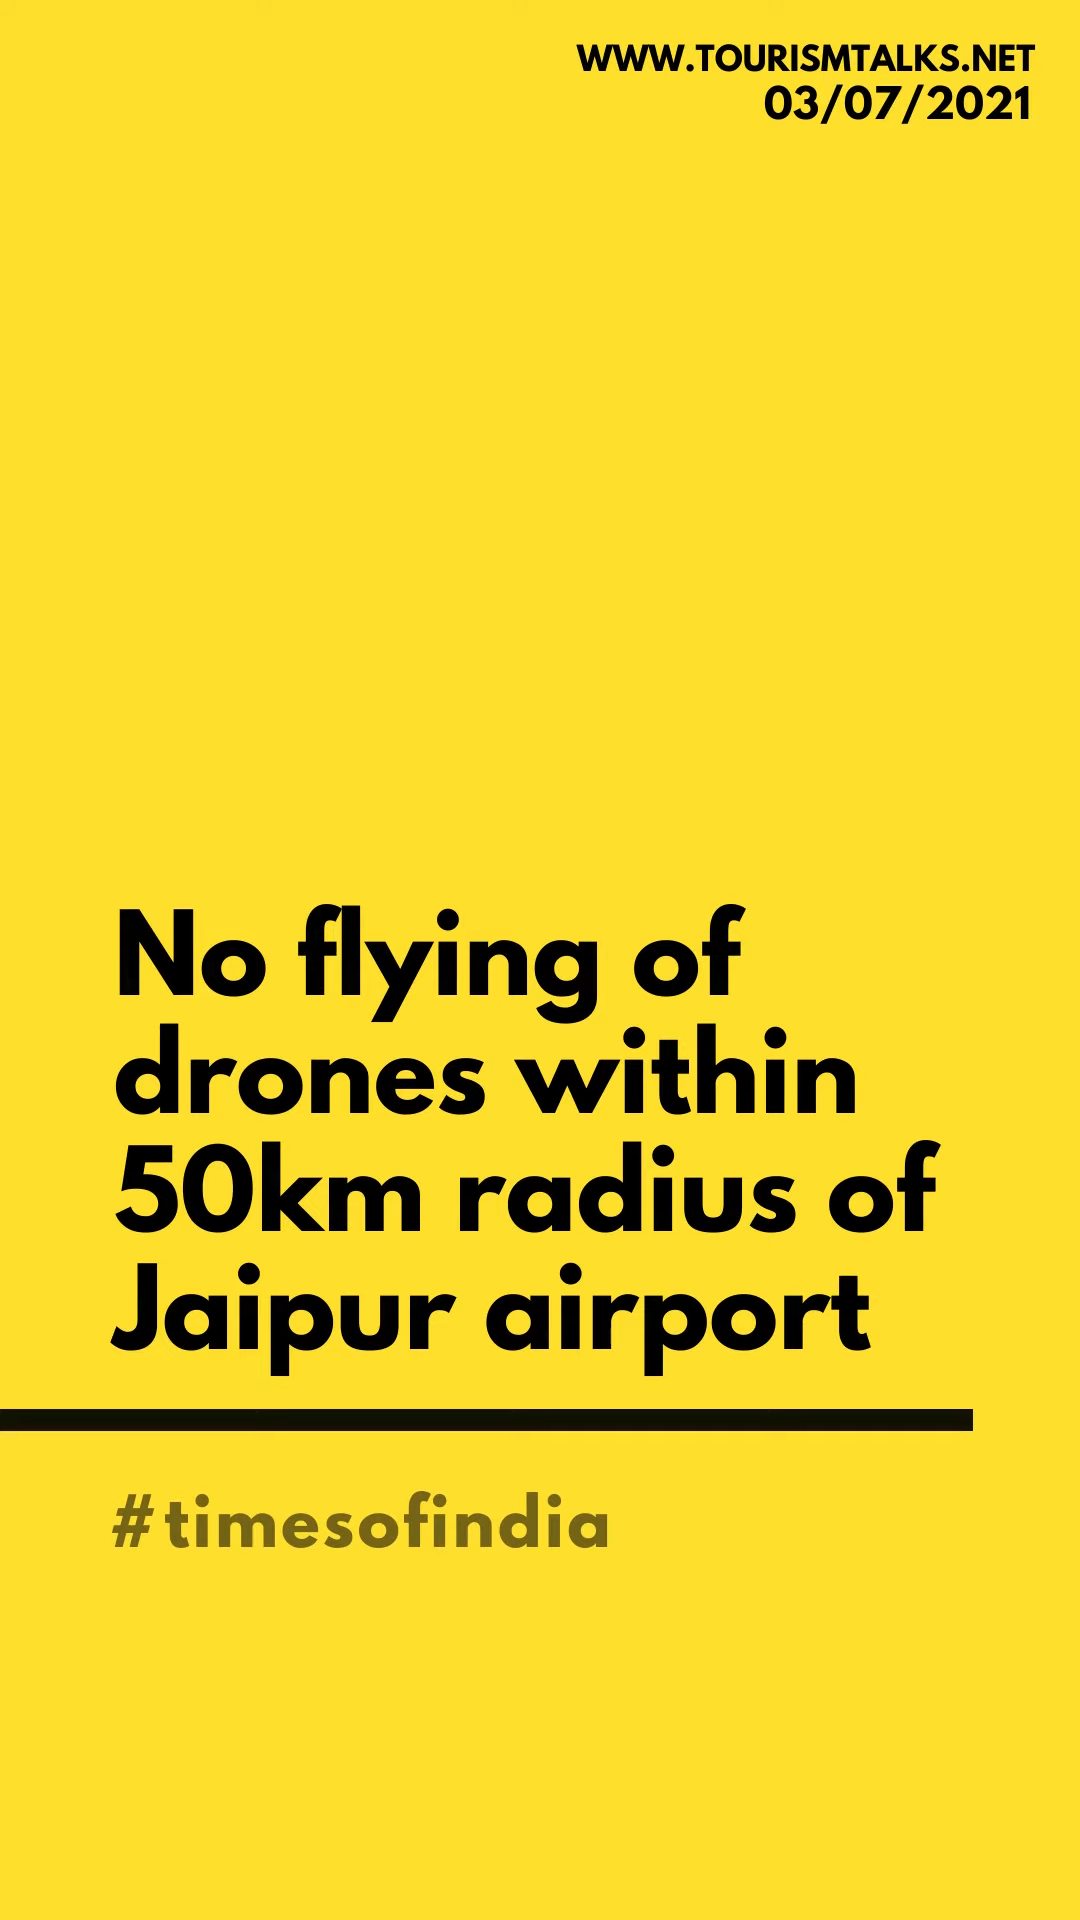 WWW.TOURISMTALKS.NET
03/07/2021
No flying of
drones within
50km radius of
Jaipur airport
#timesofindia